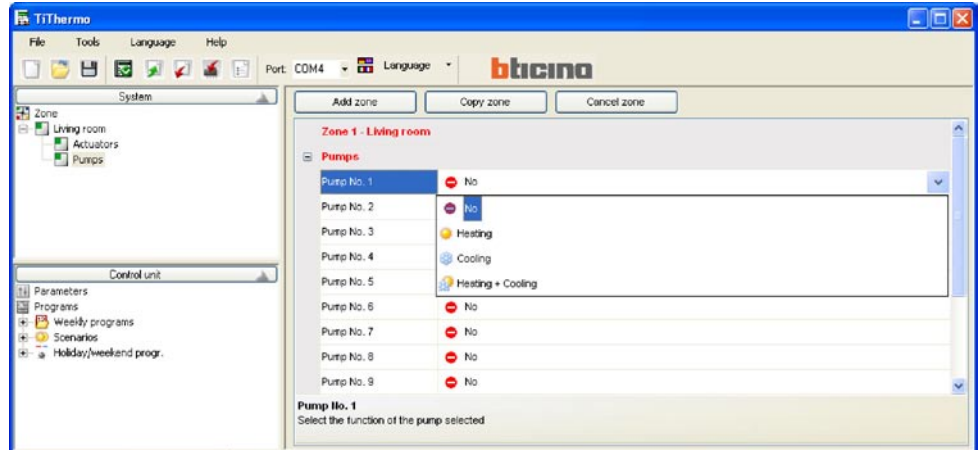 TiThermo
File Tools Language Help
Port: COM4 Language bticino
System
Zone
Living room
Actuators
Pumps
Control unit
Parameters
Programs
Weekly programs
Scenarios
Holiday/weekend progr.
Add zone Copy zone Cancel zone
Zone 1 - Living room
Pumps
Pump No. 1 No
Pump No. 2 No
Pump No. 3 Heating
Pump No. 4 Cooling
Pump No. 5 Heating + Cooling
Pump No. 6 No
Pump No. 7 No
Pump No. 8 No
Pump No. 9 No
Pump No. 1
Select the function of the pump selected